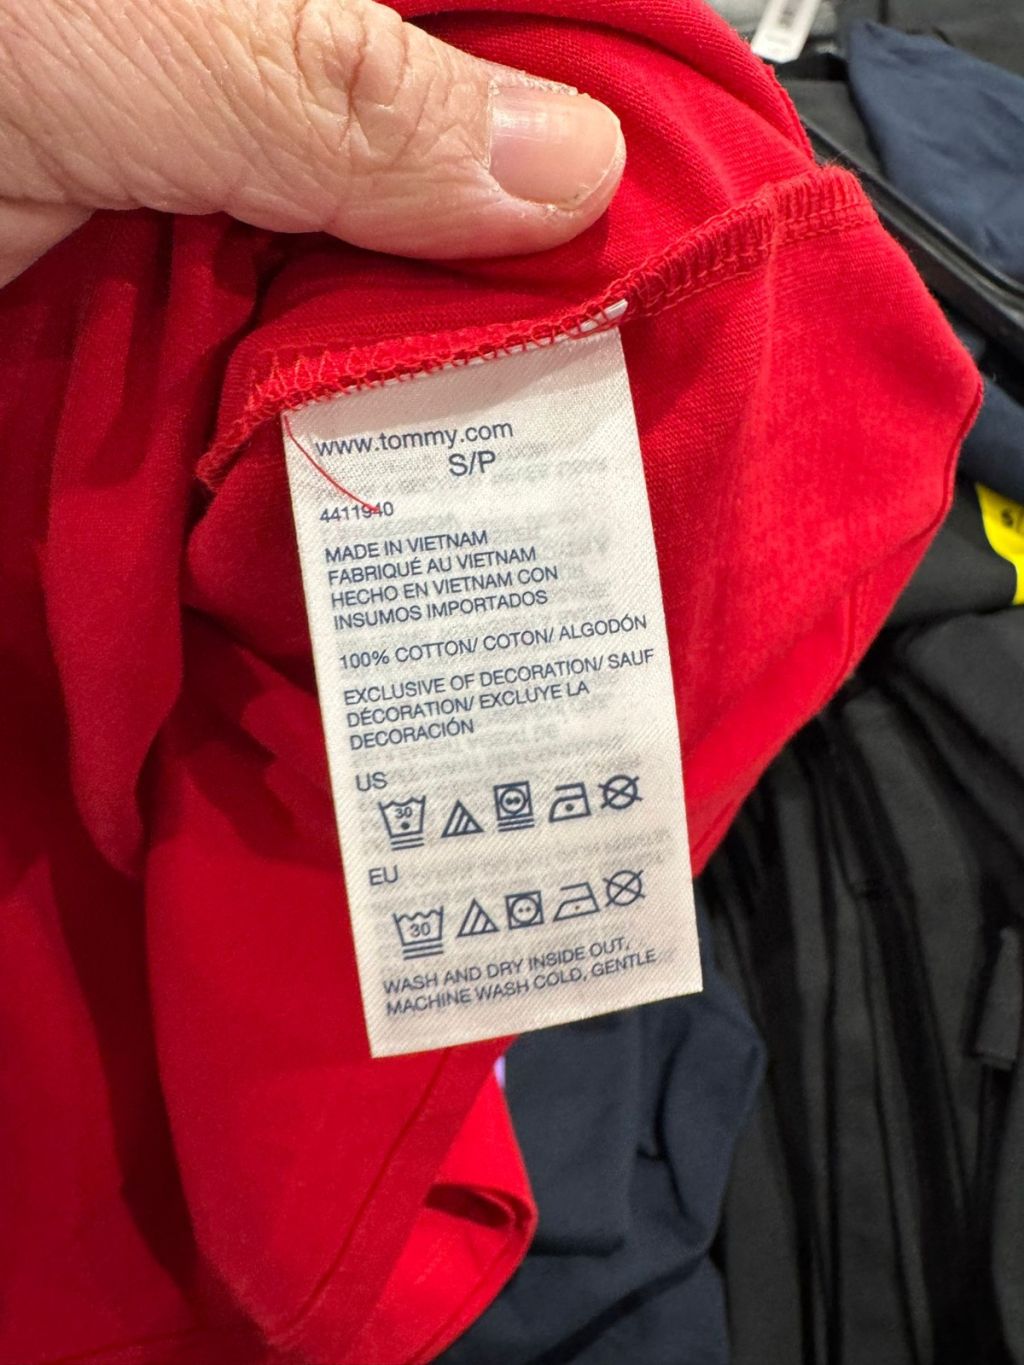 www.tommy.com
S/P
4411940
MADE IN VIETNAM
FABRIQUÉ AU VIETNAM
HECHO EN VIETNAM CON
INSUMOS IMPORTADOS
100% COTTON/ COTON/ ALGODÓN
EXCLUSIVE OF DECORATION/ SAUF
DÉCORATION/ EXCLUYE LA
DECORACIÓN
US
30
EU
30
WASH AND DRY INSIDE OUT,
MACHINE WASH COLD, GENTLE